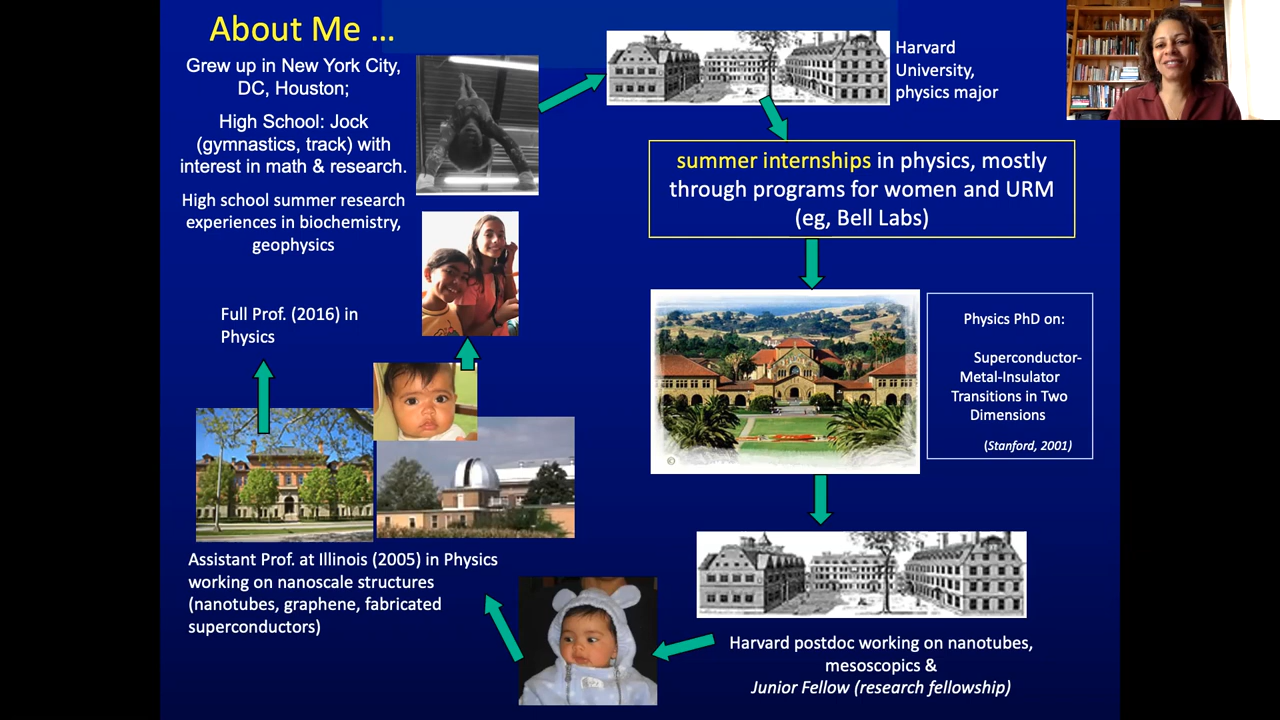 About Me …
Grew up in New York City,
DC, Houston;
High School: Jock
(gymnastics, track) with
interest in math & research.
High school summer research
experiences in biochemistry,
geophysics
Harvard
University,
physics major
summer internships in physics, mostly
through programs for women and URM
(eg, Bell Labs)
Physics PhD on:
Superconductor-
Metal-Insulator
Transitions in Two
Dimensions
(Stanford, 2001)
©
Harvard postdoc working on nanotubes,
mesoscopics &
Junior Fellow (research fellowship)
Assistant Prof. at Illinois (2005) in Physics
working on nanoscale structures
(nanotubes, graphene, fabricated
superconductors)
Full Prof. (2016) in
Physics